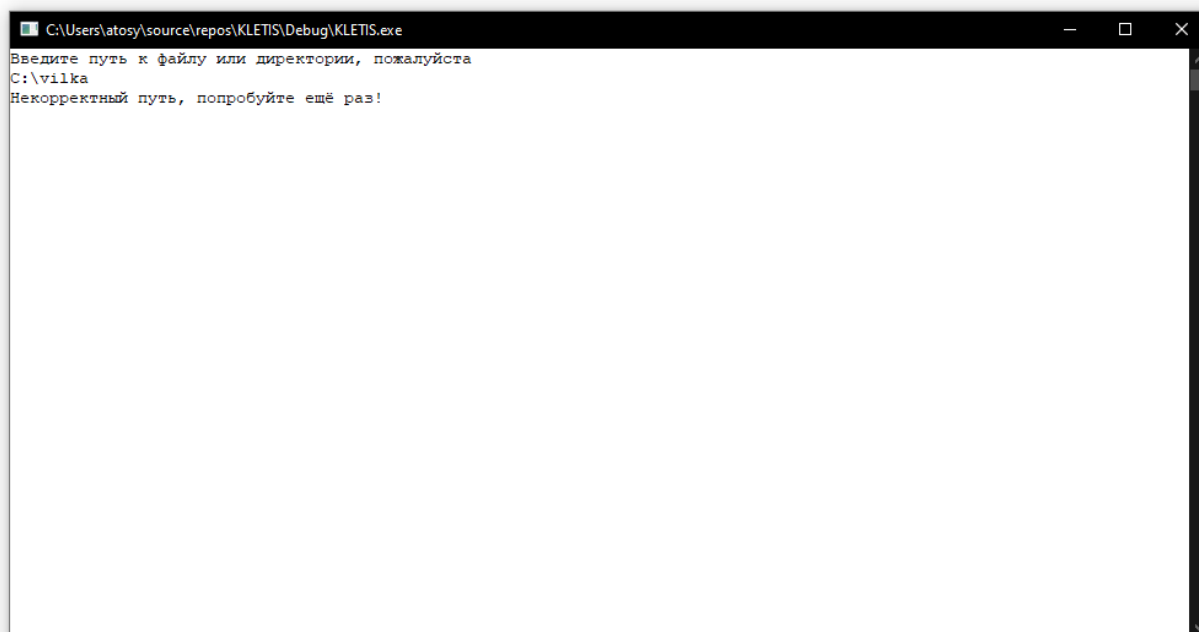 C:\Users\atosy\source\repos\KLETIS\Debug\KLETIS.exe
Введите путь к файлу или директории, пожалуйста
C:\vilka
Некорректный путь, попробуйте ещё раз!